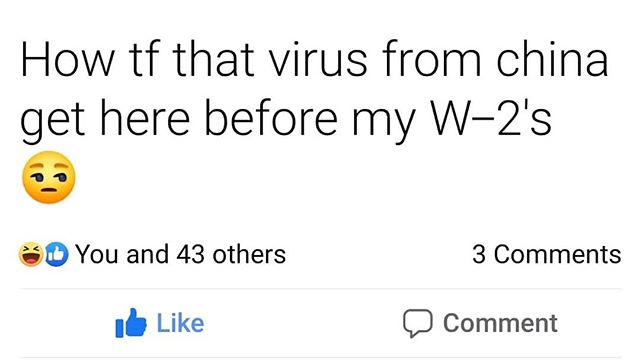 How tf that virus from china
get here before my W-2's
😒
You and 43 others 3 Comments
Like Comment